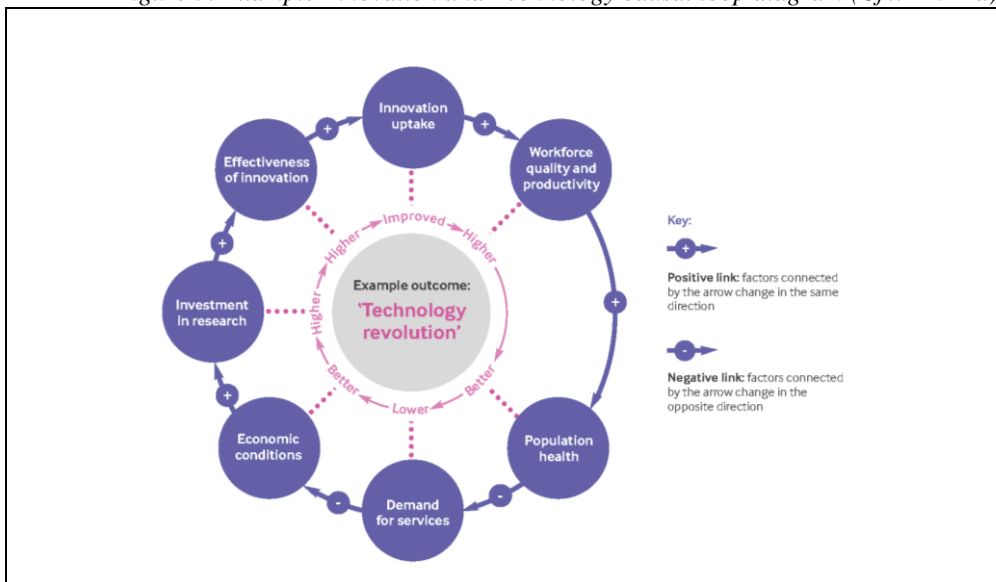 Innovation
uptake
Workforce
quality and
productivity
Population
health
Demand
for services
Economic
conditions
Investment
in research
Effectiveness
of innovation
+
+
+
-
-
+
+
+
Improved
Higher
Better
Lower
Better
Higher
Higher
Example outcome:
'Technology
revolution'
Key:
+
Positive link: factors connected
by the arrow change in the same
direction
-
Negative link: factors connected
by the arrow change in the
opposite direction